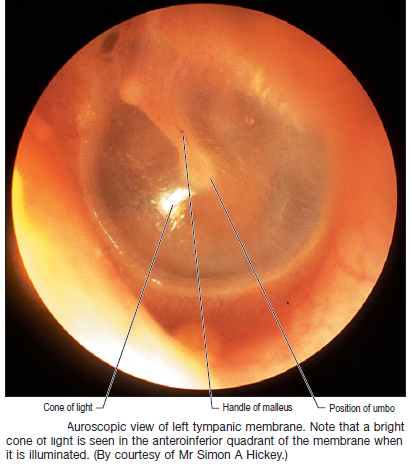 Cone of light
Handle of malleus
Position of umbo
Auroscopic view of left tympanic membrane. Note that a bright
cone of light is seen in the anteroinferior quadrant of the membrane when
it is illuminated. (By courtesy of Mr Simon A Hickey.)